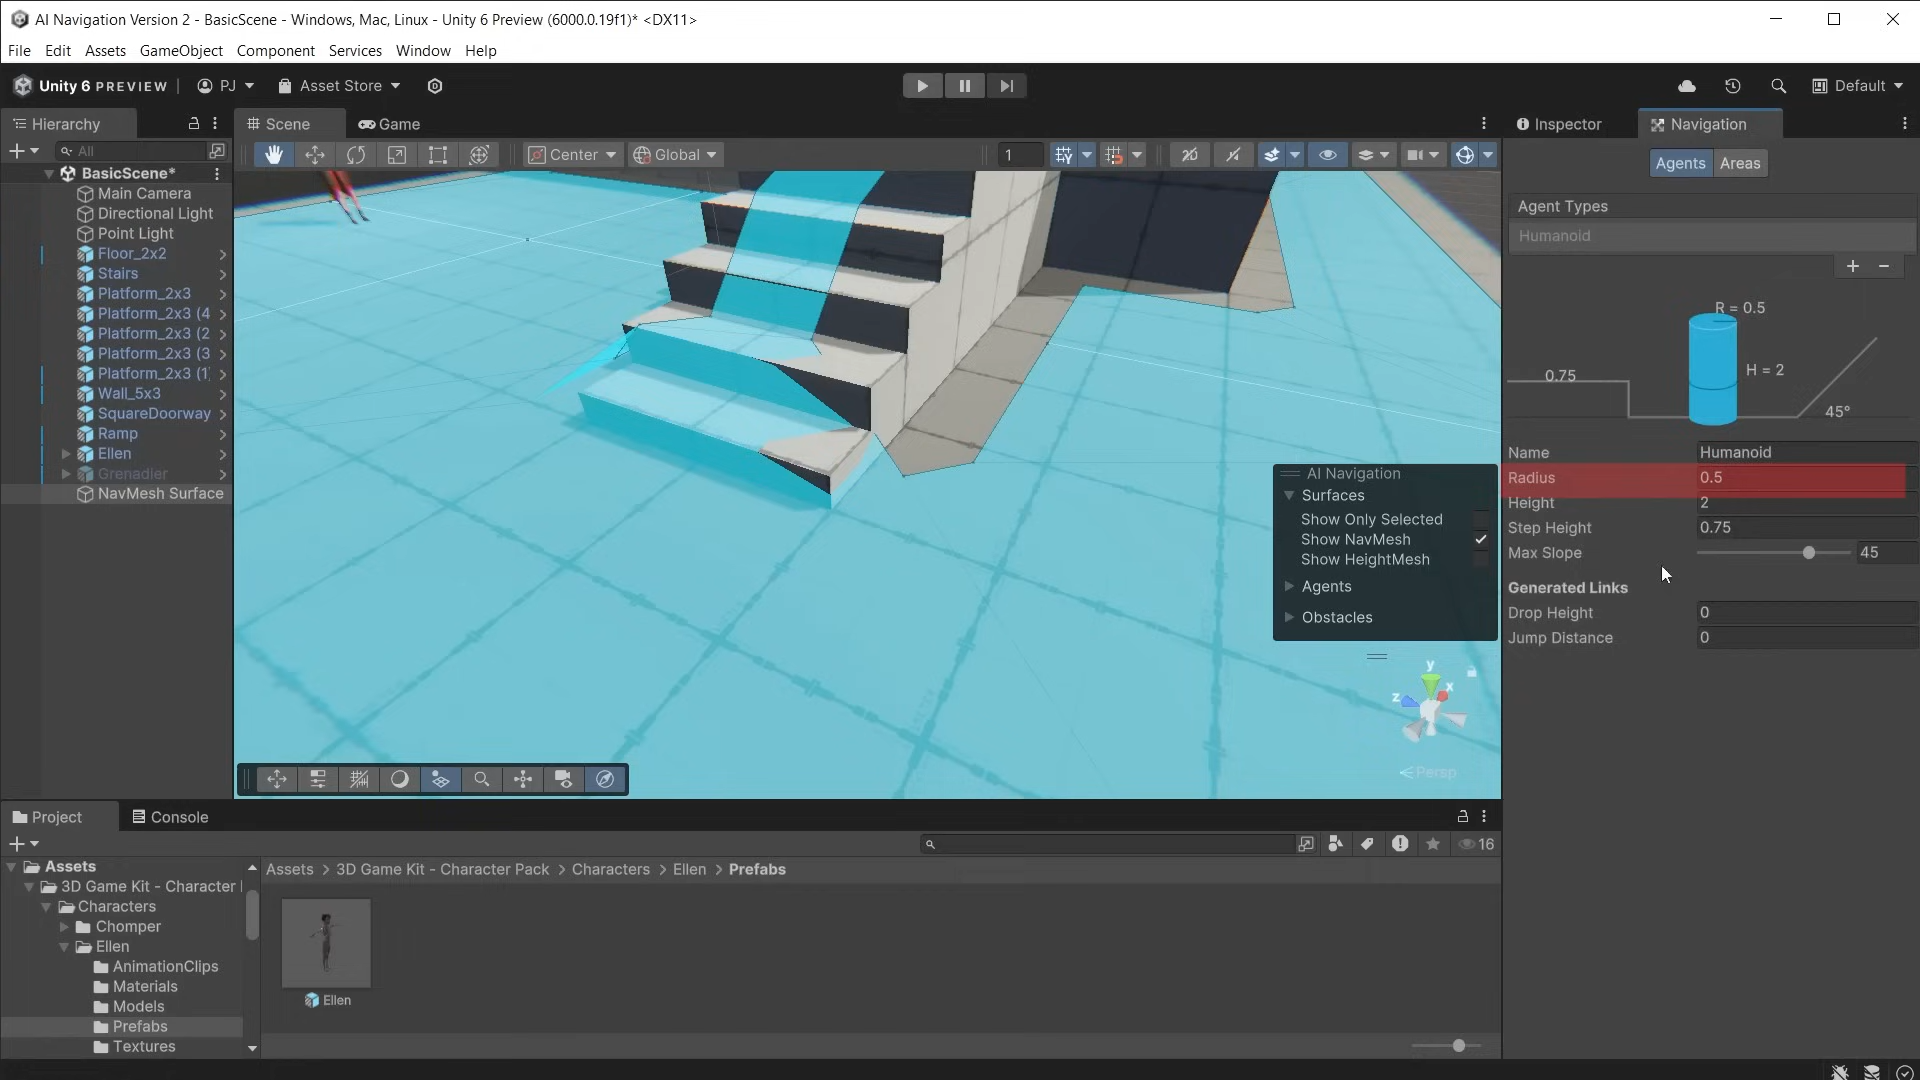 AI Navigation Version 2 - BasicScene - Windows, Mac, Linux - Unity 6 Preview (6000.0.19f1)* <DX11>
File Edit Assets GameObject Component Services Window Help
Unity 6 PREVIEW PJ Asset Store Default
Hierarchy
All
BasicScene*
Main Camera
Directional Light
Point Light
Floor_2x2
Stairs
Platform_2x3
Platform_2x3 (4
Platform_2x3 (2
Platform_2x3 (3
Platform_2x3 (1)
Wall_5x3
SquareDoorway
Ramp
Ellen
Grenadier
NavMesh Surface
Scene Game
Center Global 1 2D
AI Navigation
Surfaces
Show Only Selected
Show NavMesh
Show HeightMesh
Agents
Obstacles
y
x
z
Persp
Inspector Navigation
Agents Areas
Agent Types
Humanoid
R = 0.5
0.75
H = 2
45°
Name Humanoid
Radius 0.5
Height 2
Step Height 0.75
Max Slope 45
Generated Links
Drop Height 0
Jump Distance 0
Project Console
16
Assets
3D Game Kit - Character
Characters
Chomper
Ellen
AnimationClips
Materials
Models
Prefabs
Textures
Assets > 3D Game Kit - Character Pack > Characters > Ellen > Prefabs
Ellen